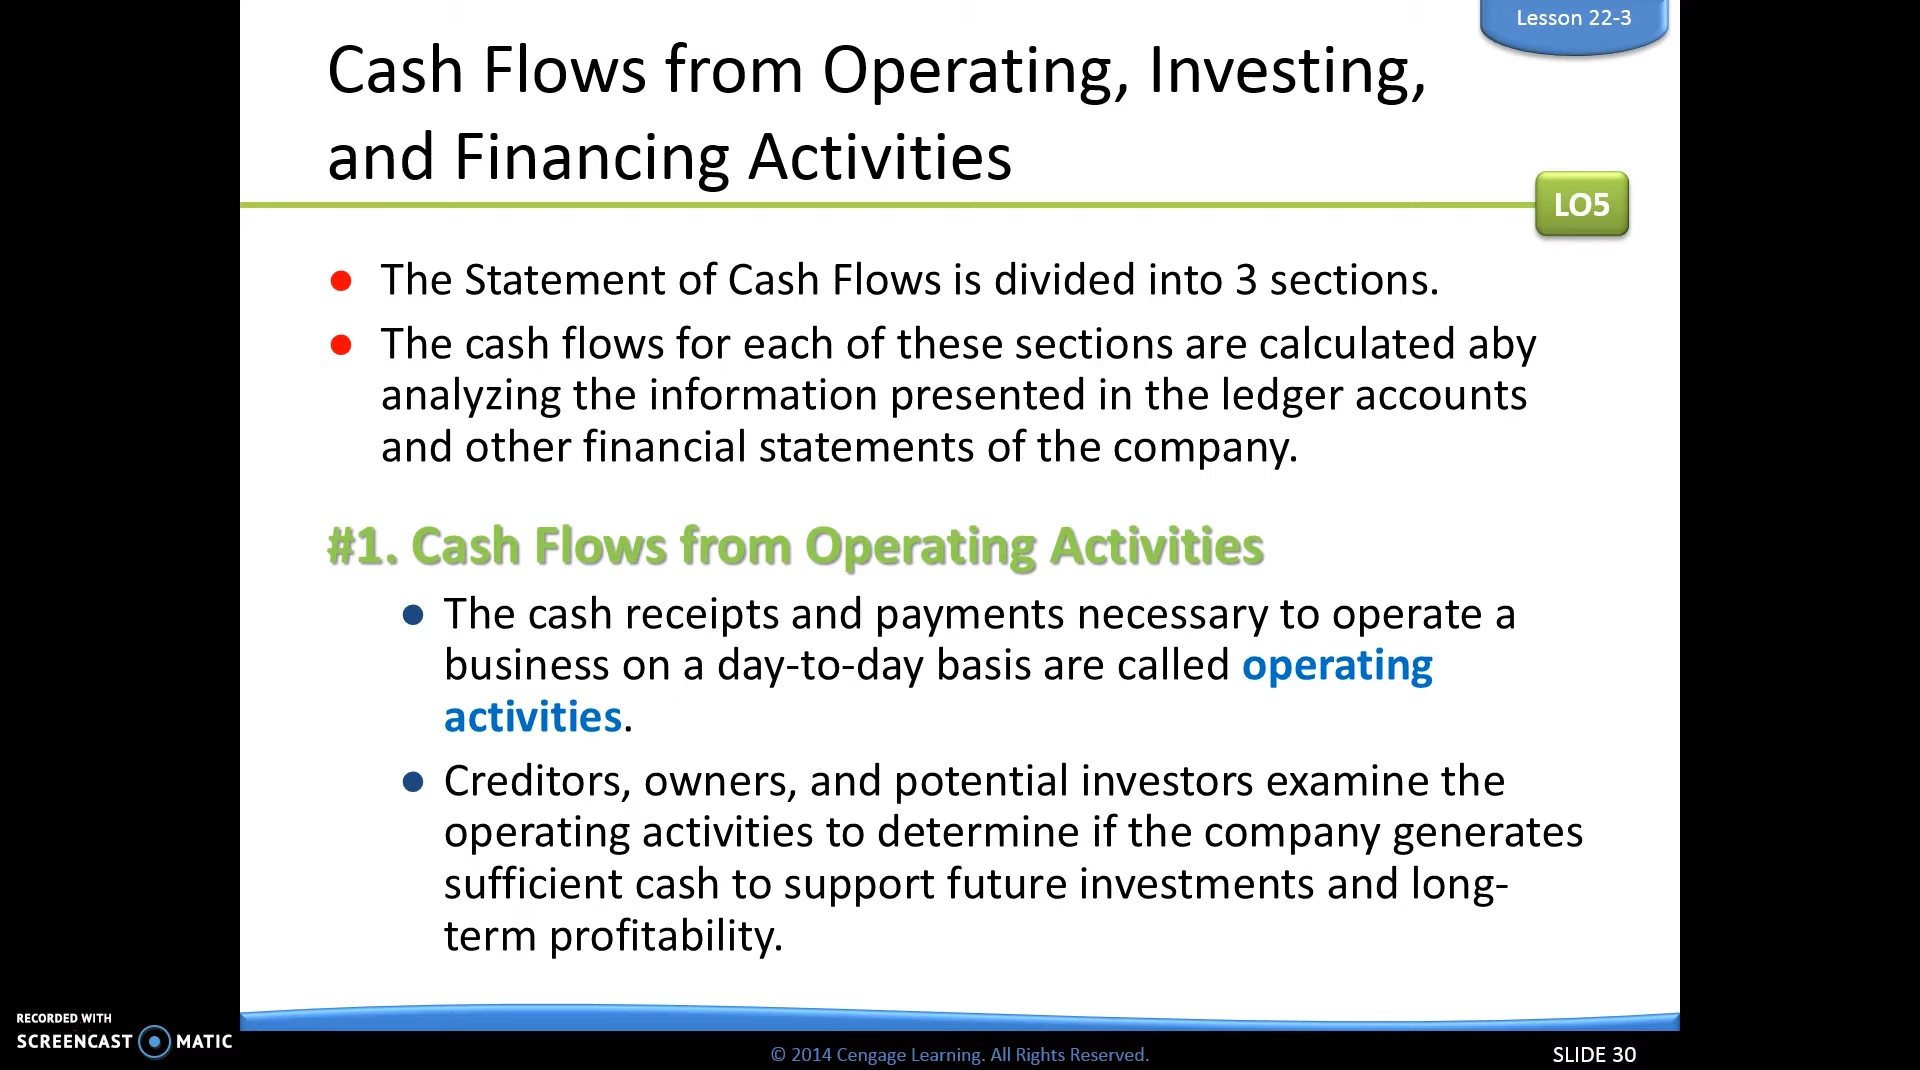 Lesson 22-3
Cash Flows from Operating, Investing,
and Financing Activities
LO5
● The Statement of Cash Flows is divided into 3 sections.
● The cash flows for each of these sections are calculated aby
analyzing the information presented in the ledger accounts
and other financial statements of the company.
#1. Cash Flows from Operating Activities
● The cash receipts and payments necessary to operate a
business on a day-to-day basis are called operating
activities.
● Creditors, owners, and potential investors examine the
operating activities to determine if the company generates
sufficient cash to support future investments and long-
term profitability.
RECORDED WITH
SCREENCAST MATIC
© 2014 Cengage Learning. All Rights Reserved.
SLIDE 30